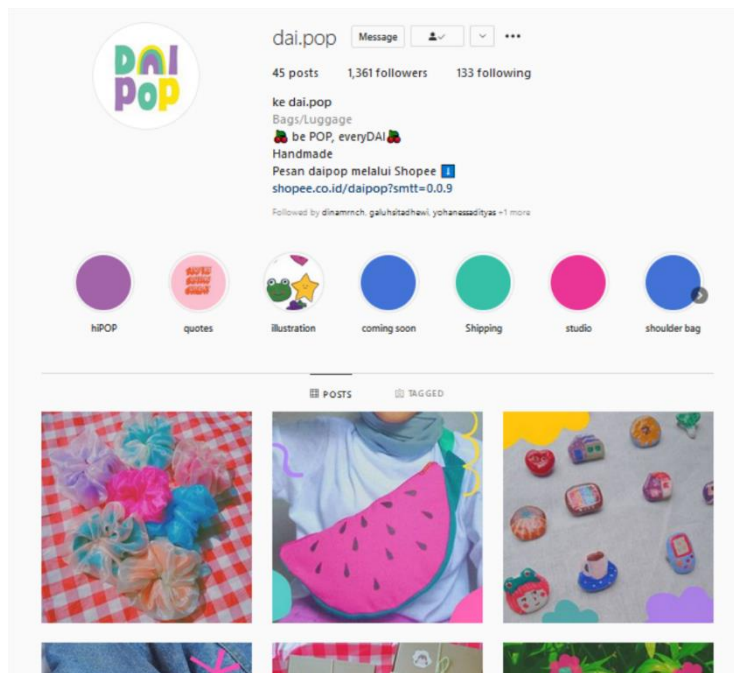 DAI
POP
dai.pop Message
45 posts 1,361 followers 133 following
ke dai.pop
Bags/Luggage
🍒 be POP, everyDAI🍒
Handmade
Pesan daipop melalui Shopee ⬇️
shopee.co.id/daipop?smtt=0.0.9
Followed by dinamrnch, galuhsitadhewi, yohanessadityas +1 more
hiPOP quotes illustration coming soon Shipping studio shoulder bag
POSTS TAGGED